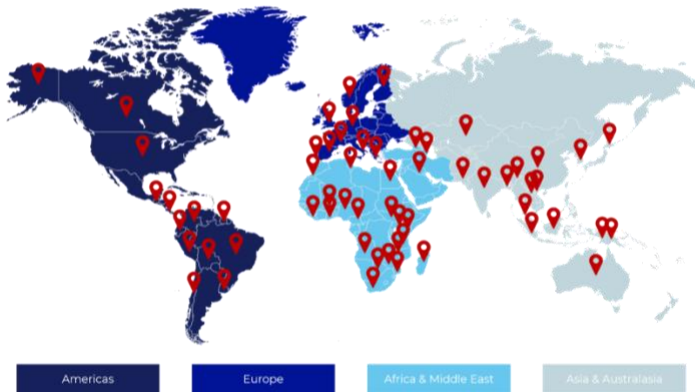 Americas
Europe
Africa & Middle East
Asia & Australasia